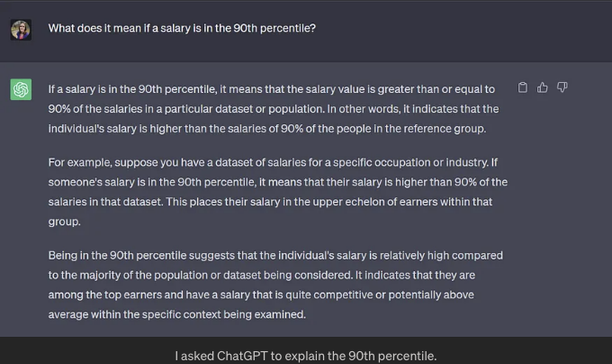 What does it mean if a salary is in the 90th percentile?
If a salary is in the 90th percentile, it means that the salary value is greater than or equal to
90% of the salaries in a particular dataset or population. In other words, it indicates that the
individual's salary is higher than the salaries of 90% of the people in the reference group.
For example, suppose you have a dataset of salaries for a specific occupation or industry. If
someone's salary is in the 90th percentile, it means that their salary is higher than 90% of the
salaries in that dataset. This places their salary in the upper echelon of earners within that
group.
Being in the 90th percentile suggests that the individual's salary is relatively high compared
to the majority of the population or dataset being considered. It indicates that they are
among the top earners and have a salary that is quite competitive or potentially above
average within the specific context being examined.
I asked ChatGPT to explain the 90th percentile.